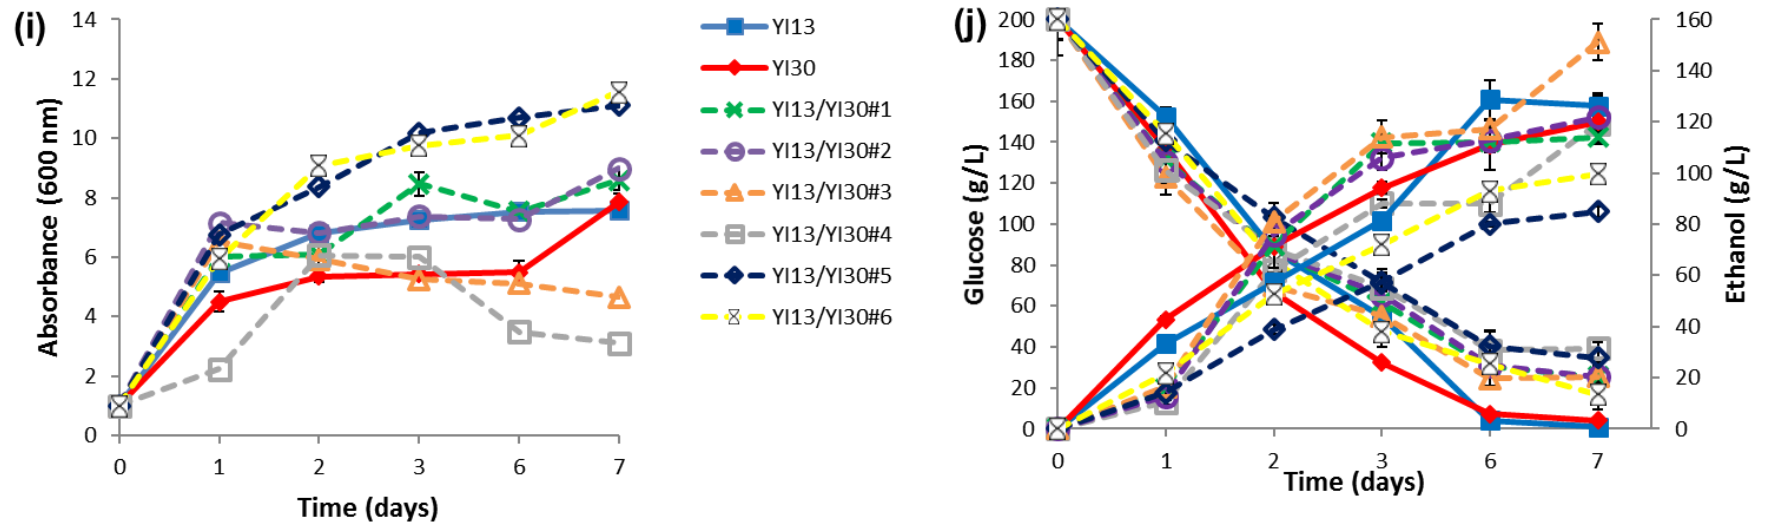 (i)
Absorbance (600 nm)
14
12
10
8
6
4
2
0
0 1 2 3 6 7
Time (days)
YI13
YI30
YI13/YI30#1
YI13/YI30#2
YI13/YI30#3
YI13/YI30#4
YI13/YI30#5
YI13/YI30#6
(j)
Glucose (g/L)
200
180
160
140
120
100
80
60
40
20
0
0 1 2 3 6 7
Time (days)
160
140
120
100
80
60
40
20
0
Ethanol (g/L)